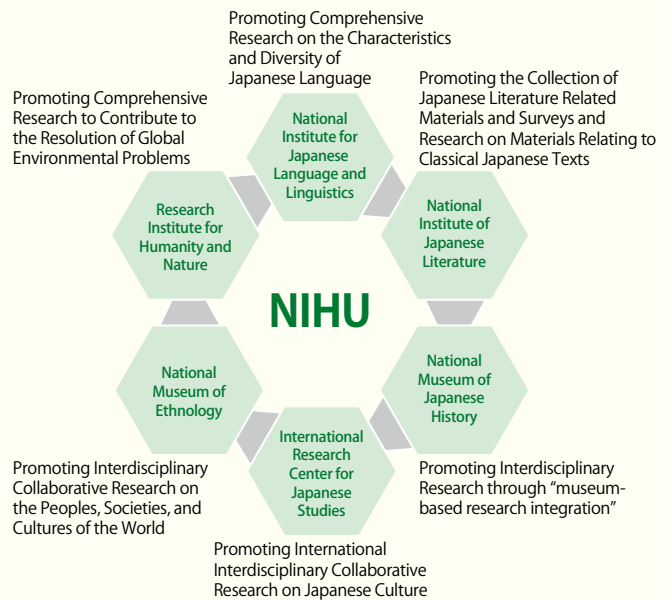 Promoting Comprehensive
Research on the Characteristics
and Diversity of
Japanese Language
National
Institute for
Japanese
Language and
Linguistics
Promoting the Collection of
Japanese Literature Related
Materials and Surveys and
Research on Materials Relating to
Classical Japanese Texts
National
Institute of
Japanese
Literature
Promoting Comprehensive
Research to Contribute to
the Resolution of Global
Environmental Problems
Research
Institute for
Humanity and
Nature
NIHU
National
Museum of
Ethnology
Promoting Interdisciplinary
Collaborative Research on
the Peoples, Societies, and
Cultures of the World
National
Museum of
Japanese
History
Promoting Interdisciplinary
Research through “museum-
based research integration”
International
Research
Center for
Japanese
Studies
Promoting International
Interdisciplinary Collaborative
Research on Japanese Culture